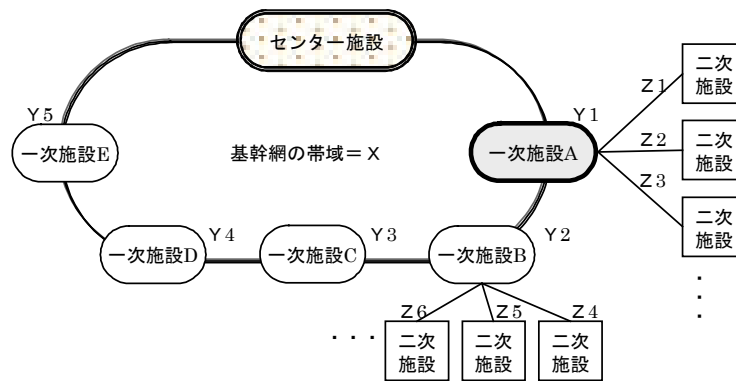 センター施設
Y5
Y1
一次施設E
基幹網の帯域=X
一次施設A
Z1
Z2
Z3
二次
施設
二次
施設
二次
施設
・・・
一次施設D
Y4
一次施設C
Y3
一次施設B
Y2
Z6
Z5
Z4
・・・
二次
施設
二次
施設
二次
施設